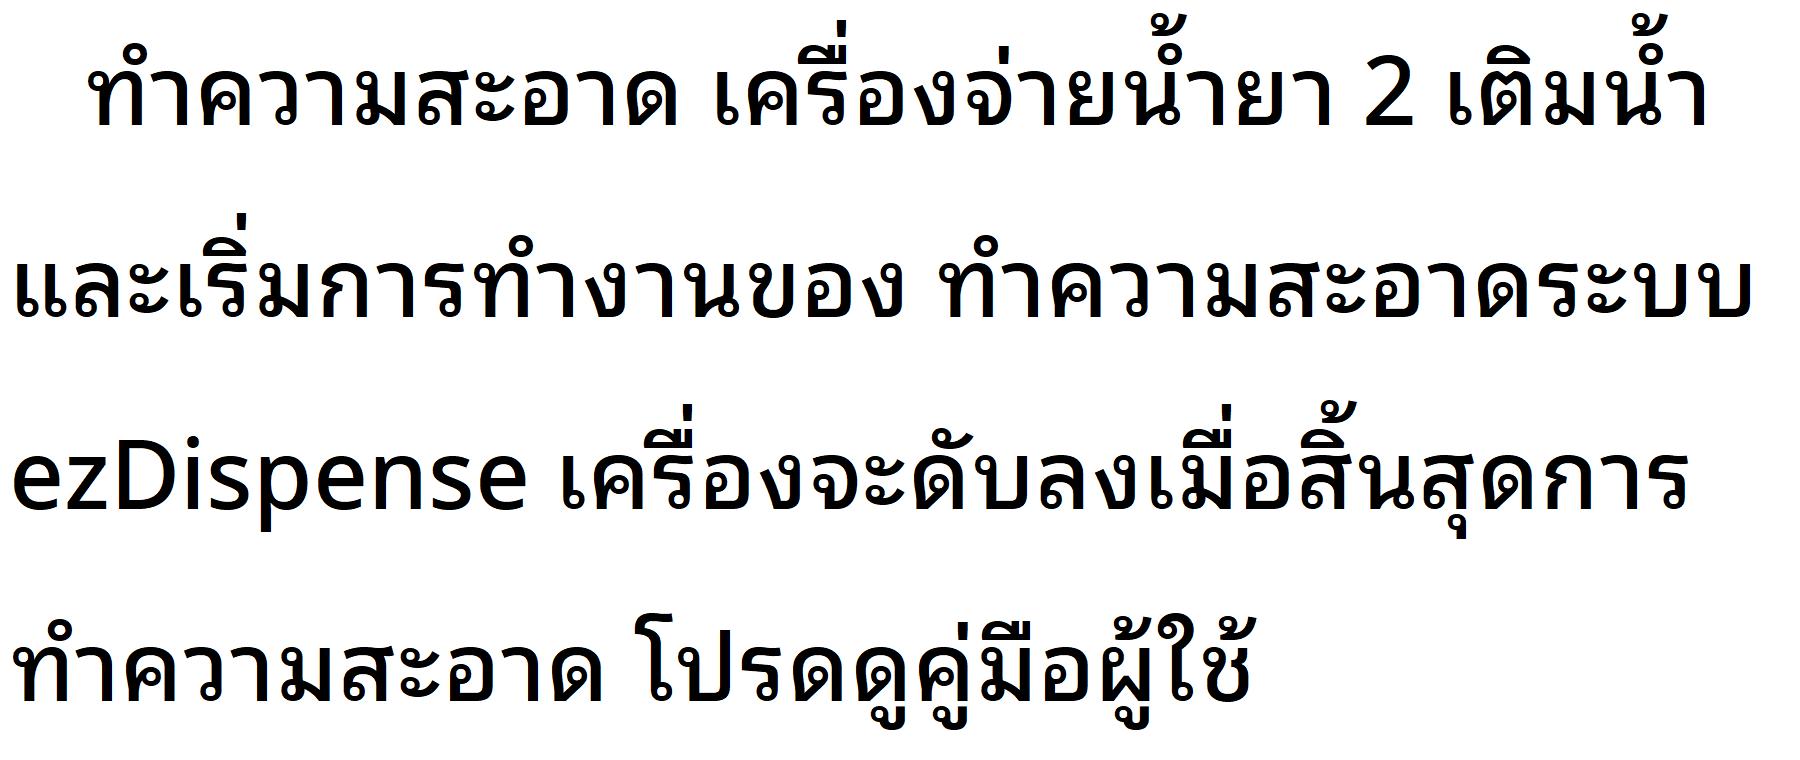 ทำความสะอาด เครื่องจ่ายน้ำยา 2 เติมน้ำ
และเริ่มการทำงานของ ทำความสะอาดระบบ
ezDispense เครื่องจะดับลงเมื่อสิ้นสุดการ
ทำความสะอาด โปรดดูคู่มือผู้ใช้